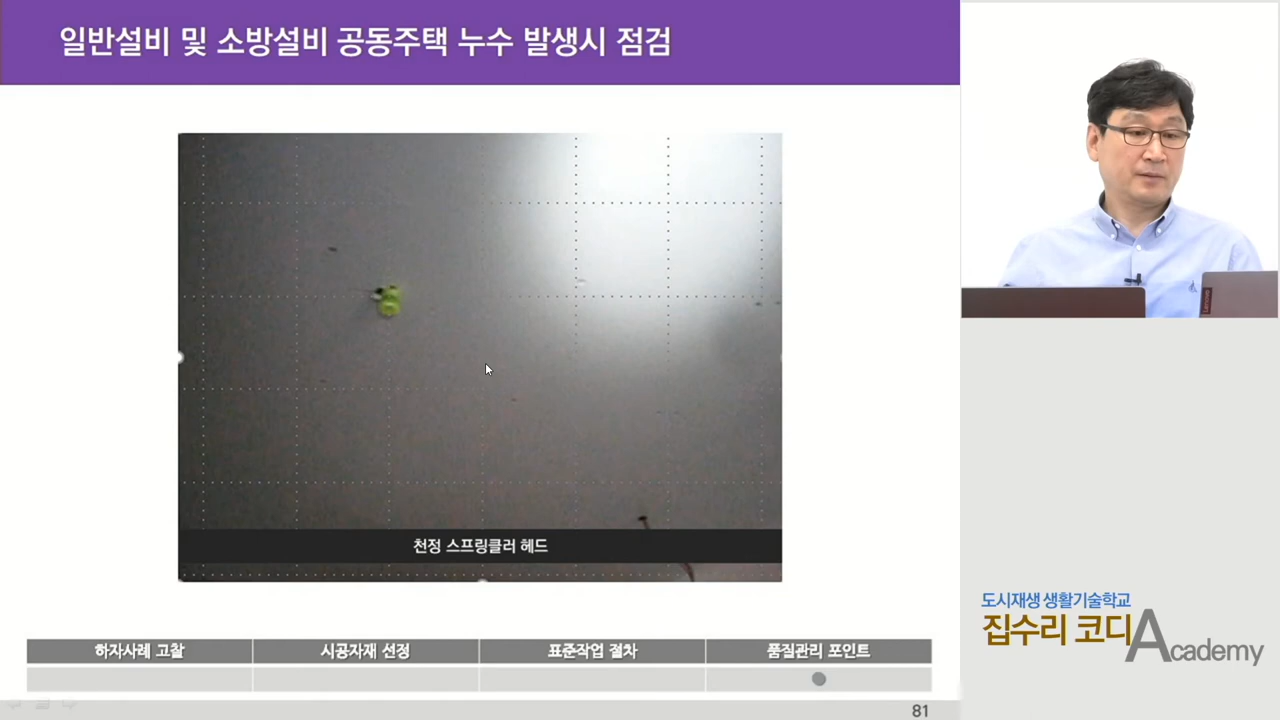 일반설비 및 소방설비 공동주택 누수 발생시 점검
천정 스프링클러 헤드
하자사례 고찰
시공자재 선정
표준작업 절차
품질관리 포인트
81
Lenovo
도시재생 생활기술학교
집수리 코디Academy